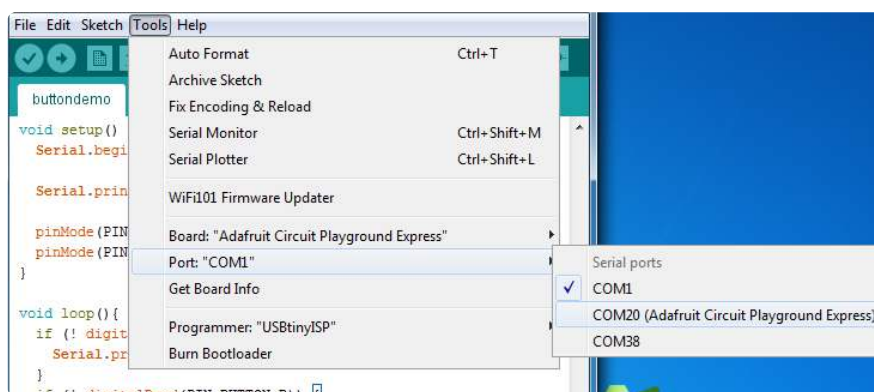 File Edit Sketch Tools Help
Auto Format Ctrl+T
Archive Sketch
buttondemo
Fix Encoding & Reload
void setup()
Serial Monitor Ctrl+Shift+M
Serial.begi
Serial Plotter Ctrl+Shift+L
Serial.prin
WiFi101 Firmware Updater
pinMode(PIN
Board: "Adafruit Circuit Playground Express"
pinMode(PIN
Port: "COM1"
Serial ports
}
Get Board Info
COM1
void loop(){
COM20 (Adafruit Circuit Playground Express)
Programmer: "USBtinyISP"
if (! digit
COM38
Serial.pr
Burn Bootloader
}